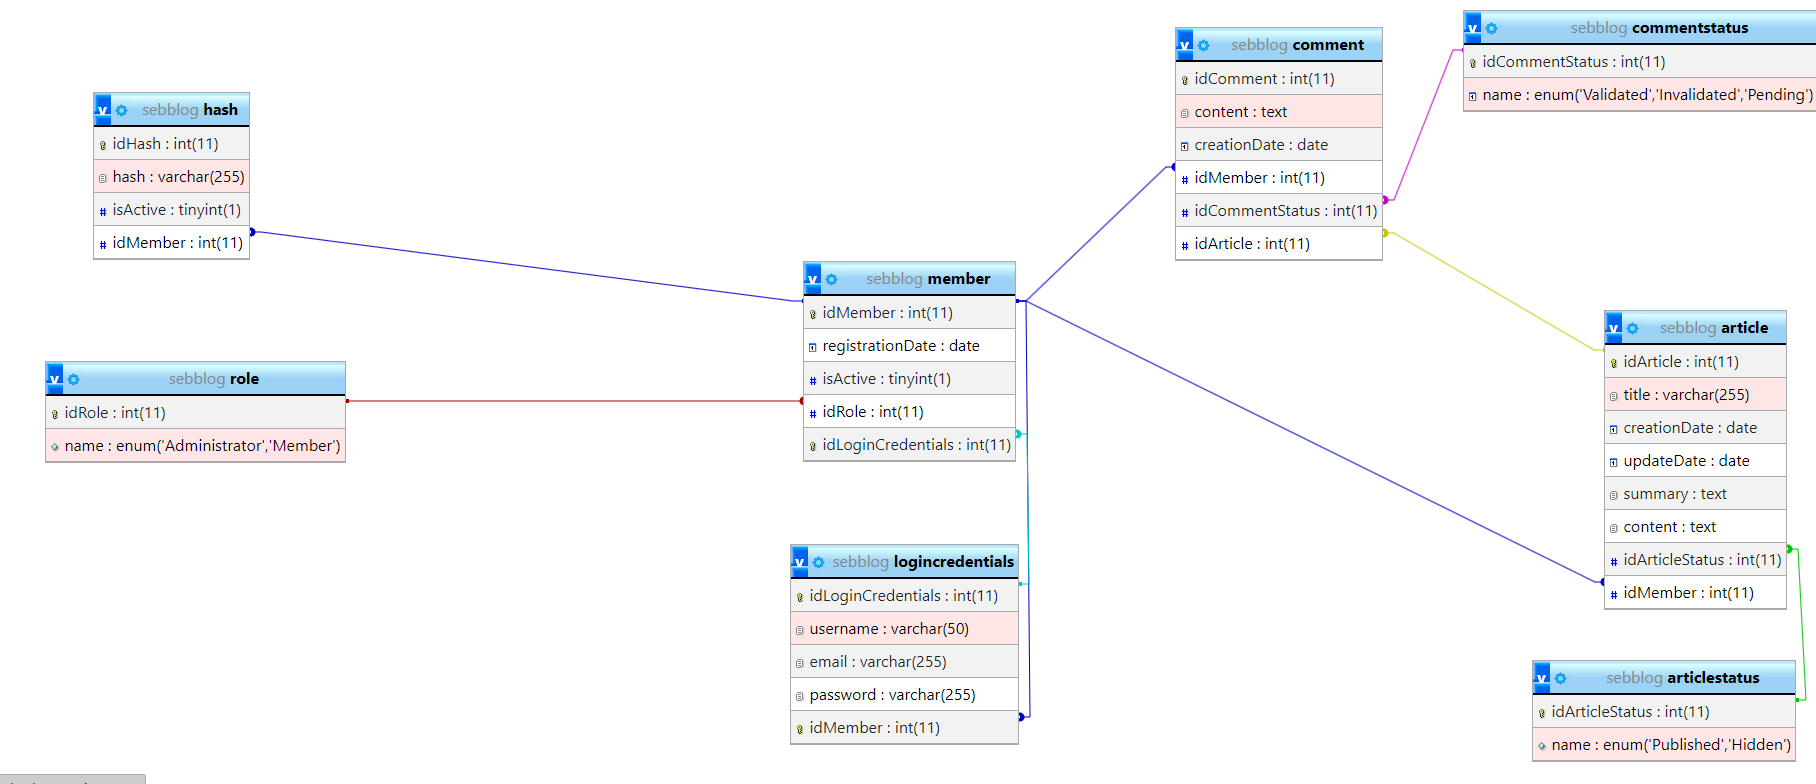 sebblog hash
idHash : int(11)
hash : varchar(255)
isActive : tinyint(1)
idMember : int(11)
sebblog role
idRole : int(11)
name : enum('Administrator','Member')
sebblog member
idMember : int(11)
registrationDate : date
isActive : tinyint(1)
idRole : int(11)
idLoginCredentials : int(11)
sebblog logincredentials
idLoginCredentials : int(11)
username : varchar(50)
email : varchar(255)
password : varchar(255)
idMember : int(11)
sebblog comment
idComment : int(11)
content : text
creationDate : date
idMember : int(11)
idCommentStatus : int(11)
idArticle : int(11)
sebblog commentstatus
idCommentStatus : int(11)
name : enum('Validated','Invalidated','Pending')
sebblog article
idArticle : int(11)
title : varchar(255)
creationDate : date
updateDate : date
summary : text
content : text
idArticleStatus : int(11)
idMember : int(11)
sebblog articlestatus
idArticleStatus : int(11)
name : enum('Published','Hidden')